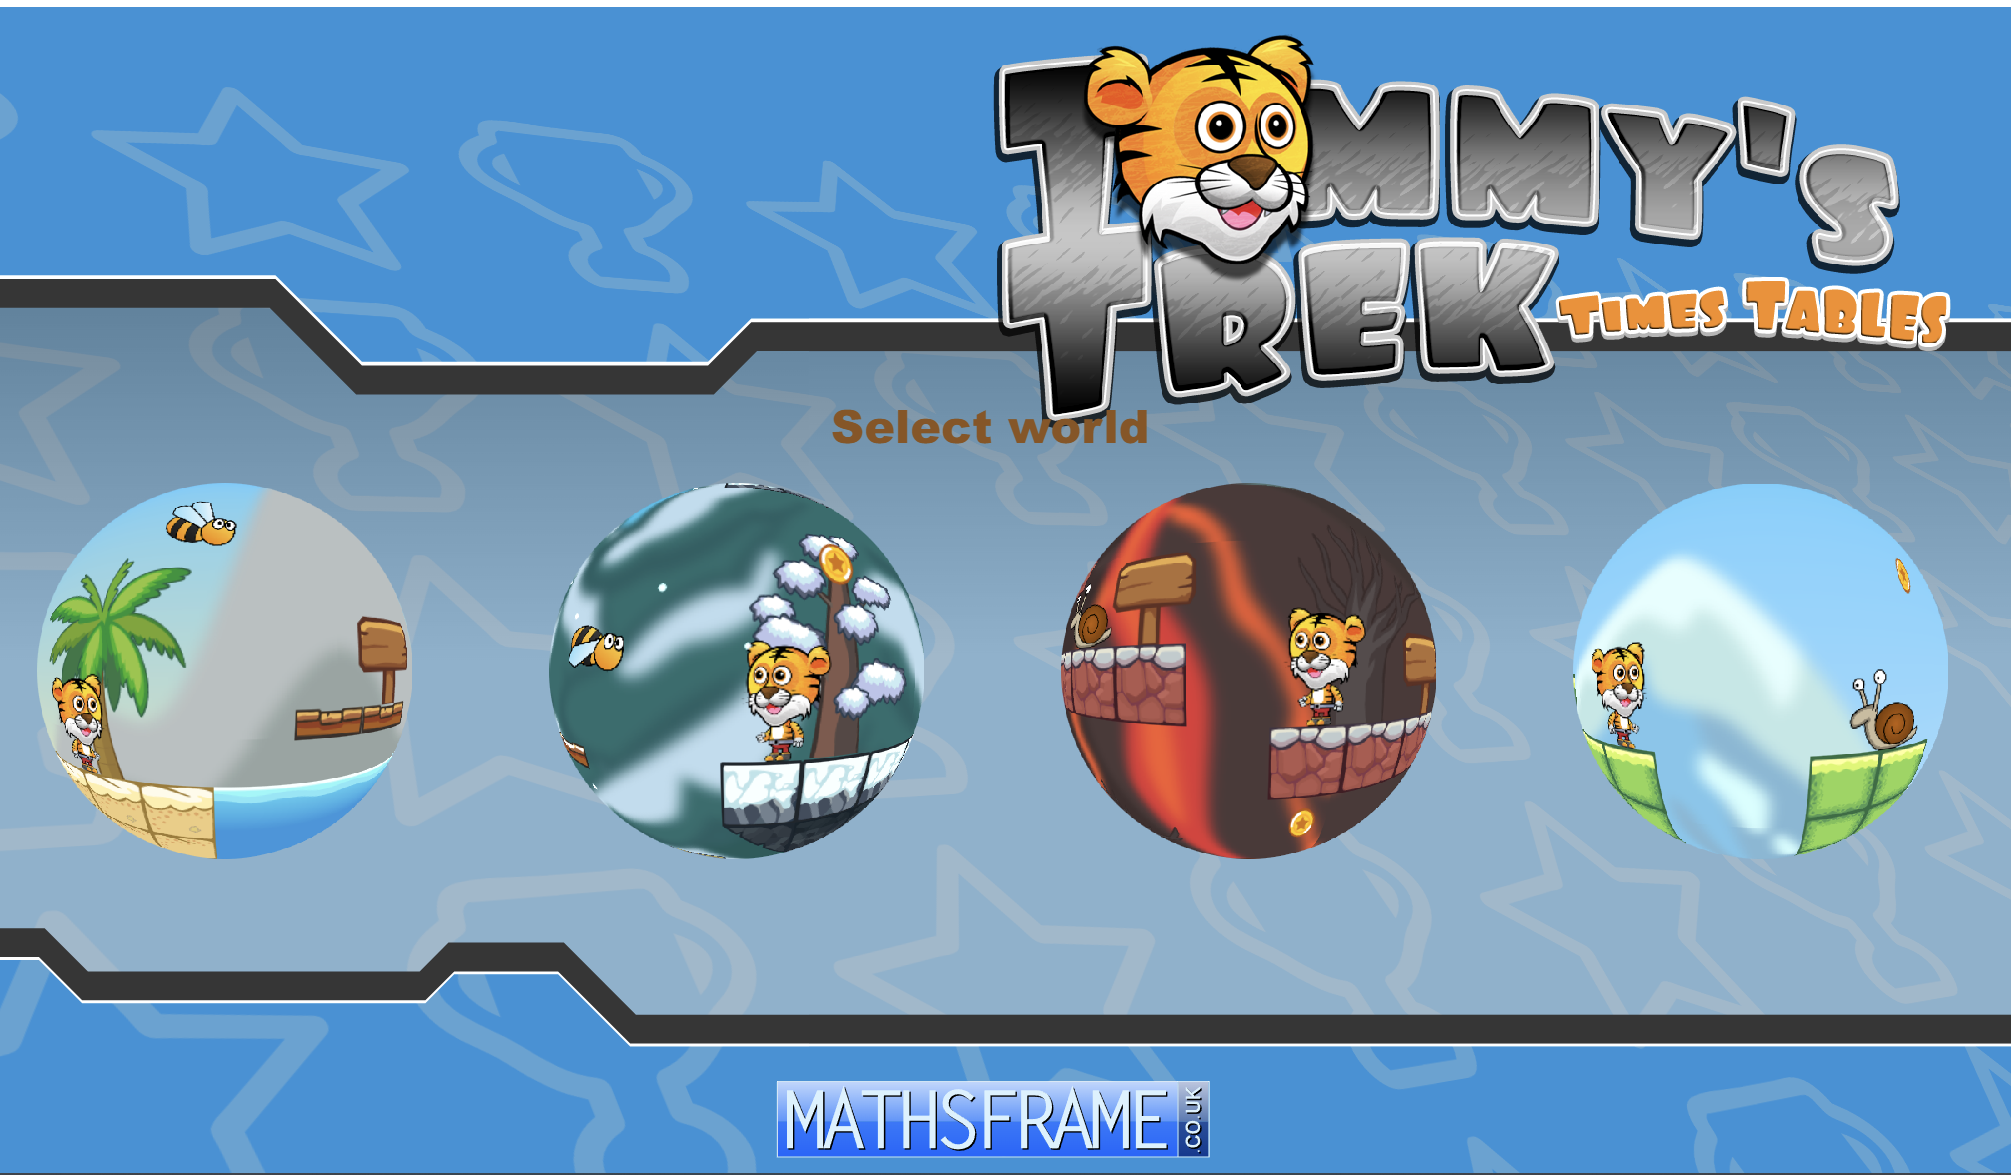 TOMMY'S
TREK
TIMES TABLES
Select world
MATHSFRAME
.CO.UK